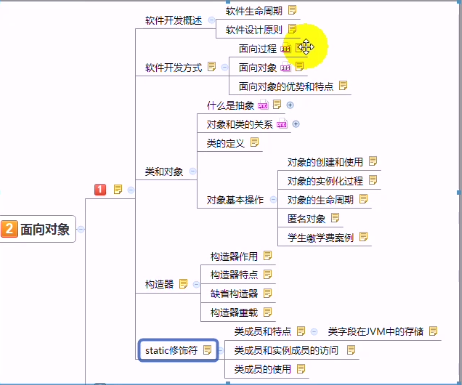 软件生命周期
软件开发概述
软件设计原则
面向过程
软件开发方式
面向对象
面向对象的优势和特点
什么是抽象
对象和类的关系
类的定义
类和对象
对象的创建和使用
对象的实例化过程
对象基本操作
对象的生命周期
匿名对象
学生缴学费案例
1
2 面向对象
构造器作用
构造器特点
构造器
缺省构造器
构造器重载
类成员和特点
类字段在JVM中的存储
static修饰符
类成员和实例成员的访问
类成员的使用